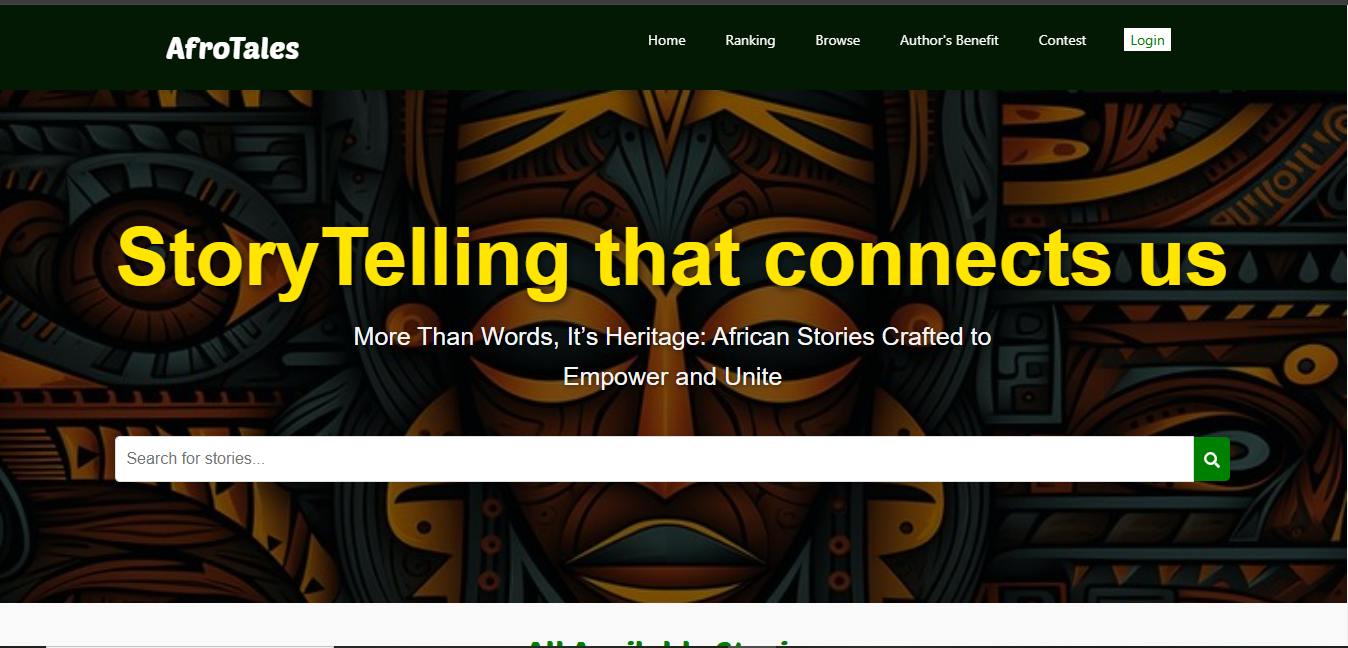 AfroTales
Home Ranking Browse Author's Benefit Contest Login
StoryTelling that connects us
More Than Words, It’s Heritage: African Stories Crafted to
Empower and Unite
Search for stories...